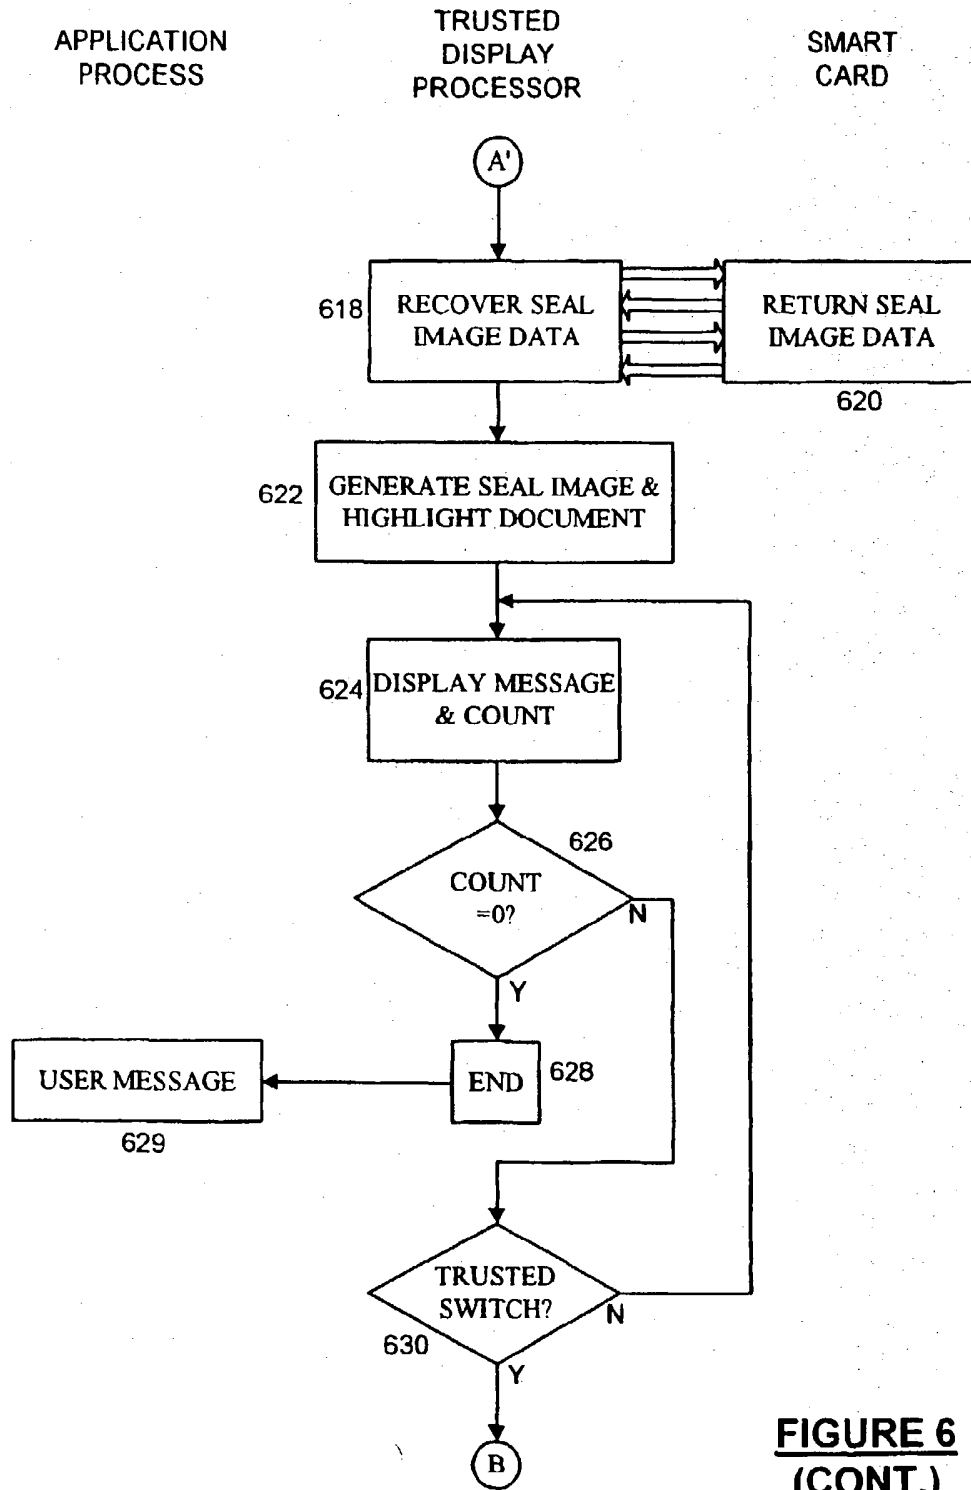 APPLICATION
PROCESS
TRUSTED
DISPLAY
PROCESSOR
SMART
CARD
A'
618
RECOVER SEAL
IMAGE DATA
RETURN SEAL
IMAGE DATA
620
622
GENERATE SEAL IMAGE &
HIGHLIGHT DOCUMENT
624
DISPLAY MESSAGE
& COUNT
626
COUNT
=0?
N
Y
USER MESSAGE
629
END
628
TRUSTED
SWITCH?
N
630
Y
B
FIGURE 6
(CONT.)